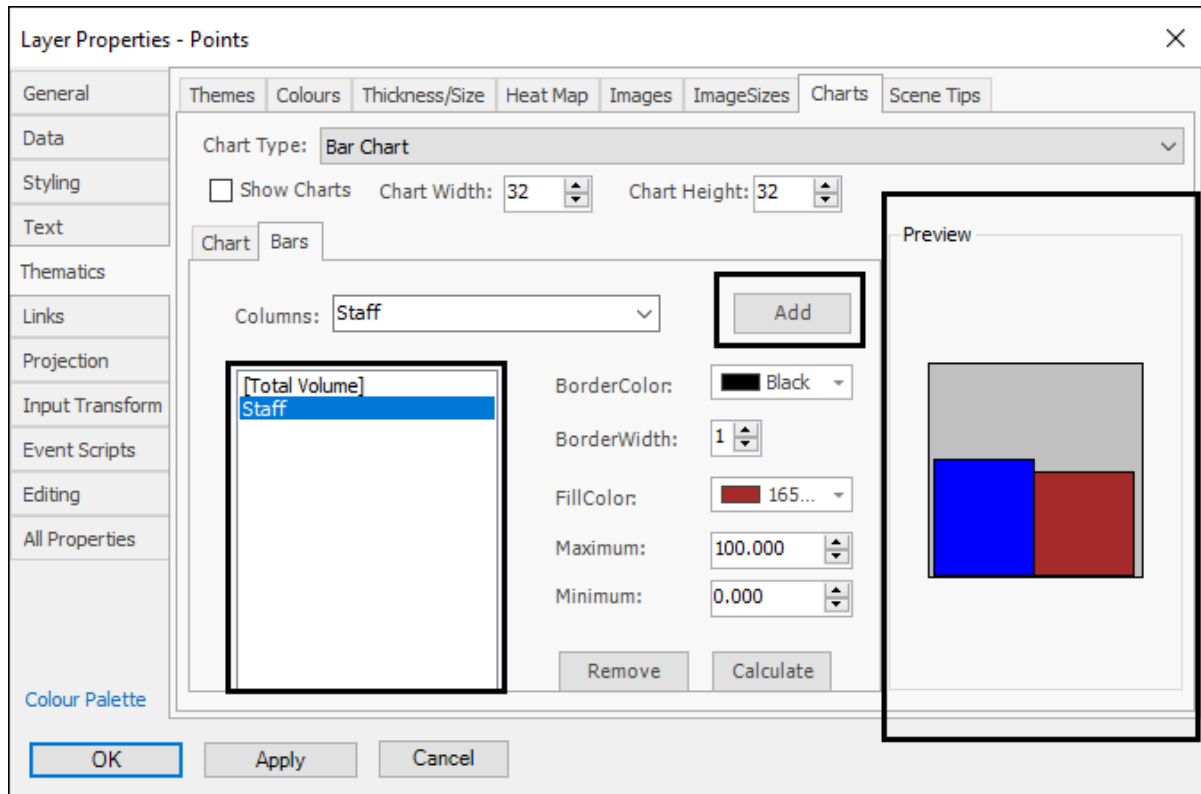 Layer Properties - Points
General
Data
Styling
Text
Thematics
Links
Projection
Input Transform
Event Scripts
Editing
All Properties
Colour Palette
Themes Colours Thickness/Size Heat Map Images ImageSizes Charts Scene Tips
Chart Type: Bar Chart
Show Charts Chart Width: 32 Chart Height: 32
Chart Bars
Columns: Staff Add
[Total Volume]
Staff
BorderColor: Black
BorderWidth: 1
FillColor: 165...
Maximum: 100.000
Minimum: 0.000
Remove Calculate
Preview
OK Apply Cancel